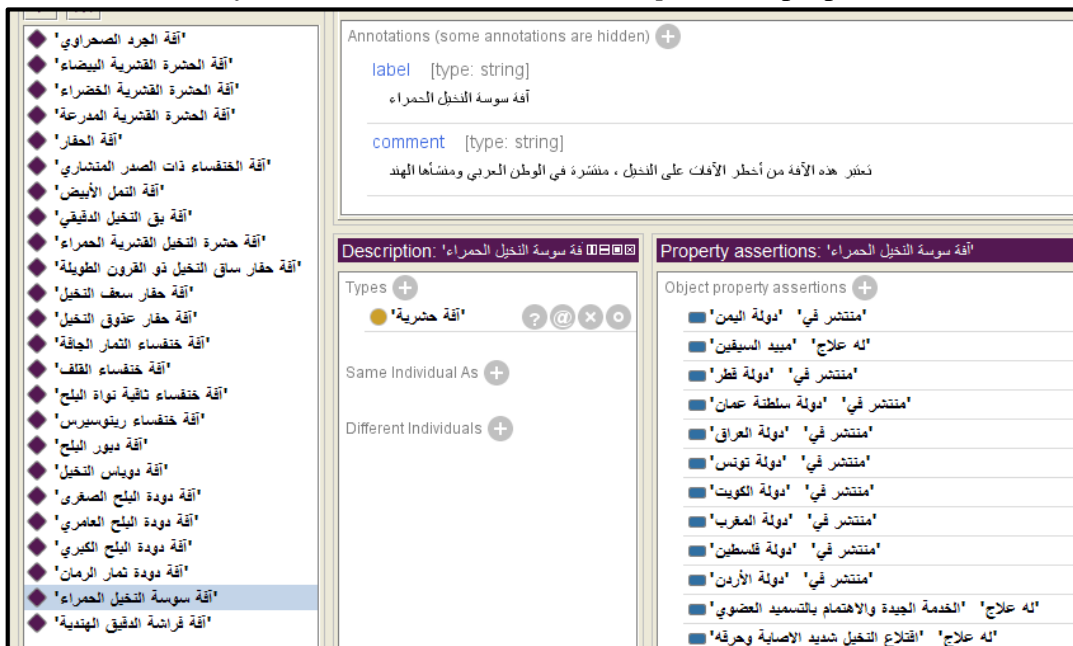 'آفة الجرد الصحراوي'
'آفة الحشرة القشرية البيضاء'
'آفة الحشرة القشرية الخضراء'
'آفة الحشرة القشرية المدرعة'
'آفة الحفار'
'آفة الخنفساء ذات الصدر المنشاري'
'آفة النمل الأبيض'
'آفة بق النخيل الدقيقي'
'آفة حشرة النخيل القشرية الحمراء'
'آفة حفار ساق النخيل ذو القرون الطويلة'
'آفة حفار سعف النخيل'
'آفة حفار عذوق النخيل'
'آفة خنفساء الثمار الجافة'
'آفة خنفساء القلف'
'آفة خنفساء ثاقبة نواة البلح'
'آفة خنفساء رينوسيرس'
'آفة دبور البلح'
'آفة دوباس النخيل'
'آفة دودة البلح الصغرى'
'آفة دودة البلح العامري'
'آفة دودة البلح الكبري'
'آفة دودة ثمار الرمان'
'آفة سوسة النخيل الحمراء'
'آفة فراشة الدقيق الهندية'
Annotations (some annotations are hidden)
label [type: string]
آفة سوسة النخيل الحمراء
comment [type: string]
تعتبر هذه الآفة من أخطر الآفات على النخيل ، منتشرة في الوطن العربي ومنشأها الهند
Description: 'فة سوسة النخيل الحمراء
Types
'آفة حشرية'
Same Individual As
Different Individuals
Property assertions: 'آفة سوسة النخيل الحمراء'
Object property assertions
'منتشر في' 'دولة اليمن'
'له علاج' 'مبيد السيفين'
'منتشر في' 'دولة قطر'
'منتشر في' 'دولة سلطنة عمان'
'منتشر في' 'دولة العراق'
'منتشر في' 'دولة تونس'
'منتشر في' 'دولة الكويت'
'منتشر في' 'دولة المغرب'
'منتشر في' 'دولة فلسطين'
'منتشر في' 'دولة الأردن'
'له علاج' 'الخدمة الجيدة والاهتمام بالتسميد العضوي'
'له علاج' 'اقتلاع النخيل شديد الاصابة وحرقه'